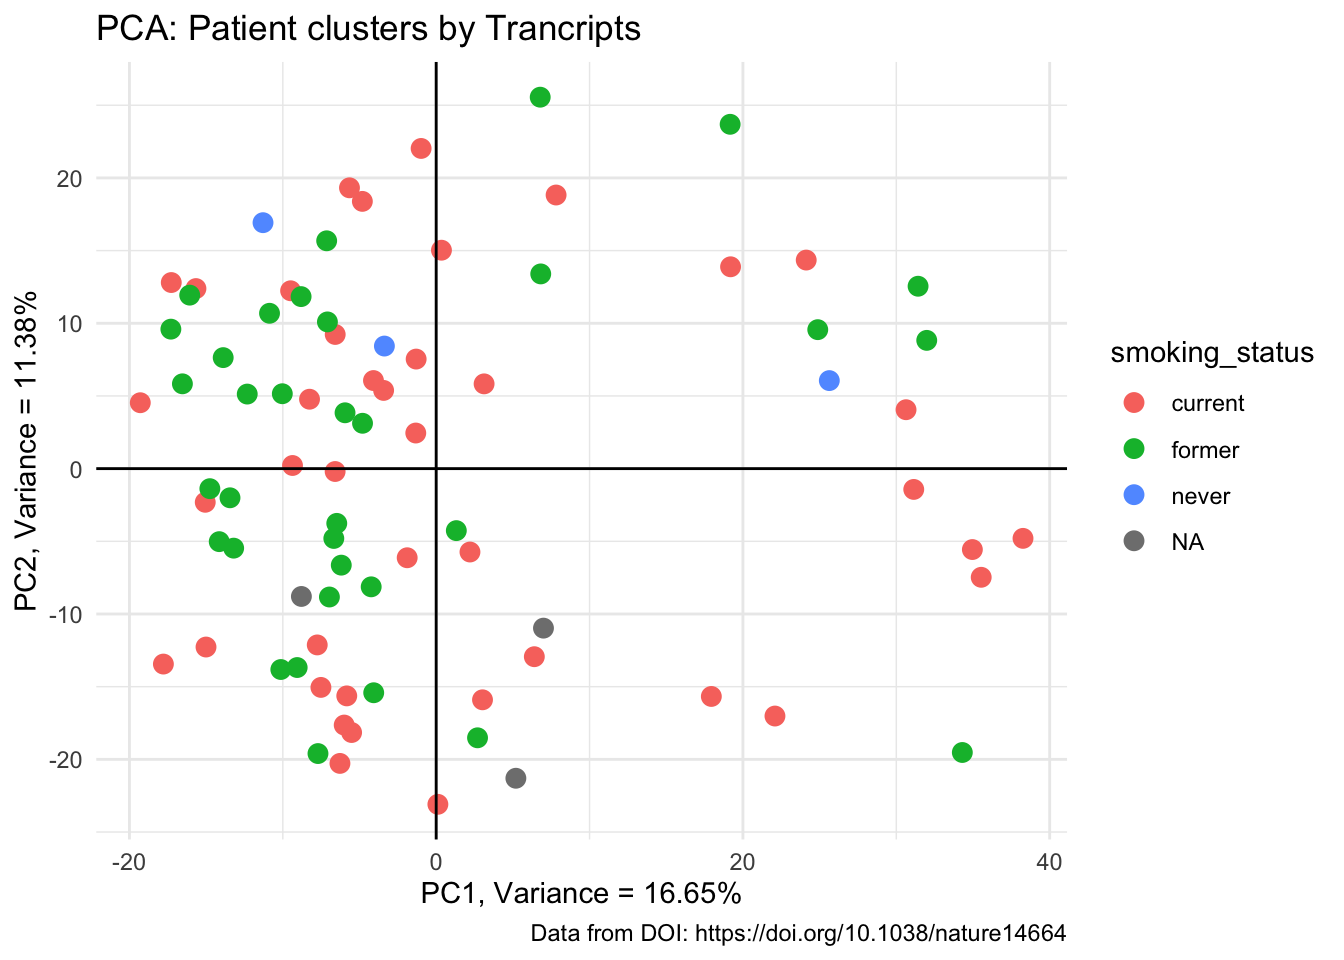 PCA: Patient clusters by Trancripts
PC2, Variance = 11.38%
20
10
0
-10
-20
-20
0
20
40
PC1, Variance = 16.65%
smoking_status
current
former
never
NA
Data from DOI: https://doi.org/10.1038/nature14664